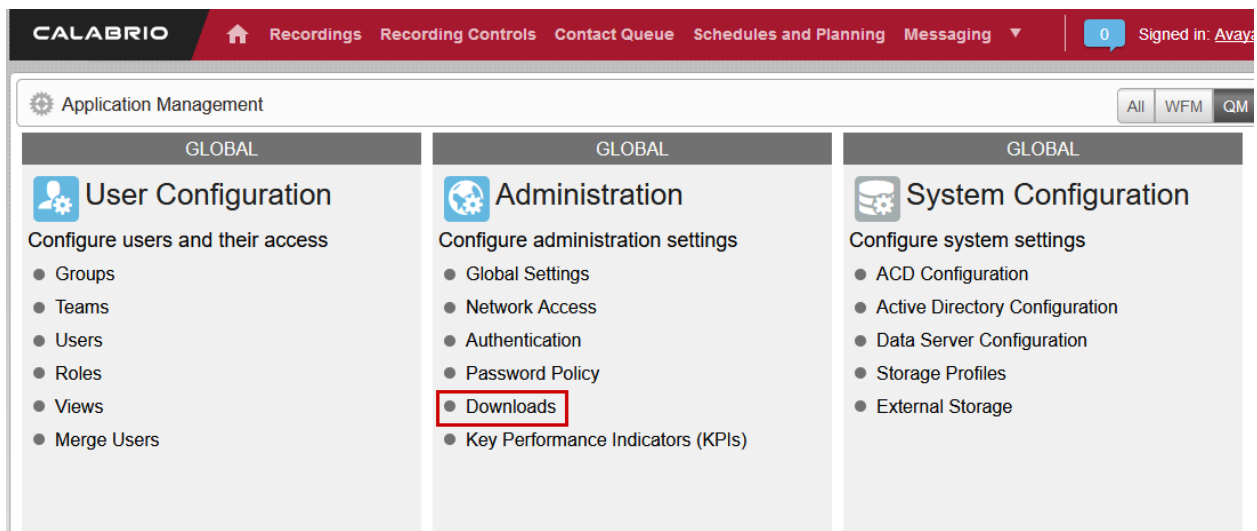 CALABRIO Recordings Recording Controls Contact Queue Schedules and Planning Messaging 0 Signed in: Avaya
Application Management All WFM QM
GLOBAL
User Configuration
Configure users and their access
Groups
Teams
Users
Roles
Views
Merge Users
GLOBAL
Administration
Configure administration settings
Global Settings
Network Access
Authentication
Password Policy
Downloads
Key Performance Indicators (KPIs)
GLOBAL
System Configuration
Configure system settings
ACD Configuration
Active Directory Configuration
Data Server Configuration
Storage Profiles
External Storage